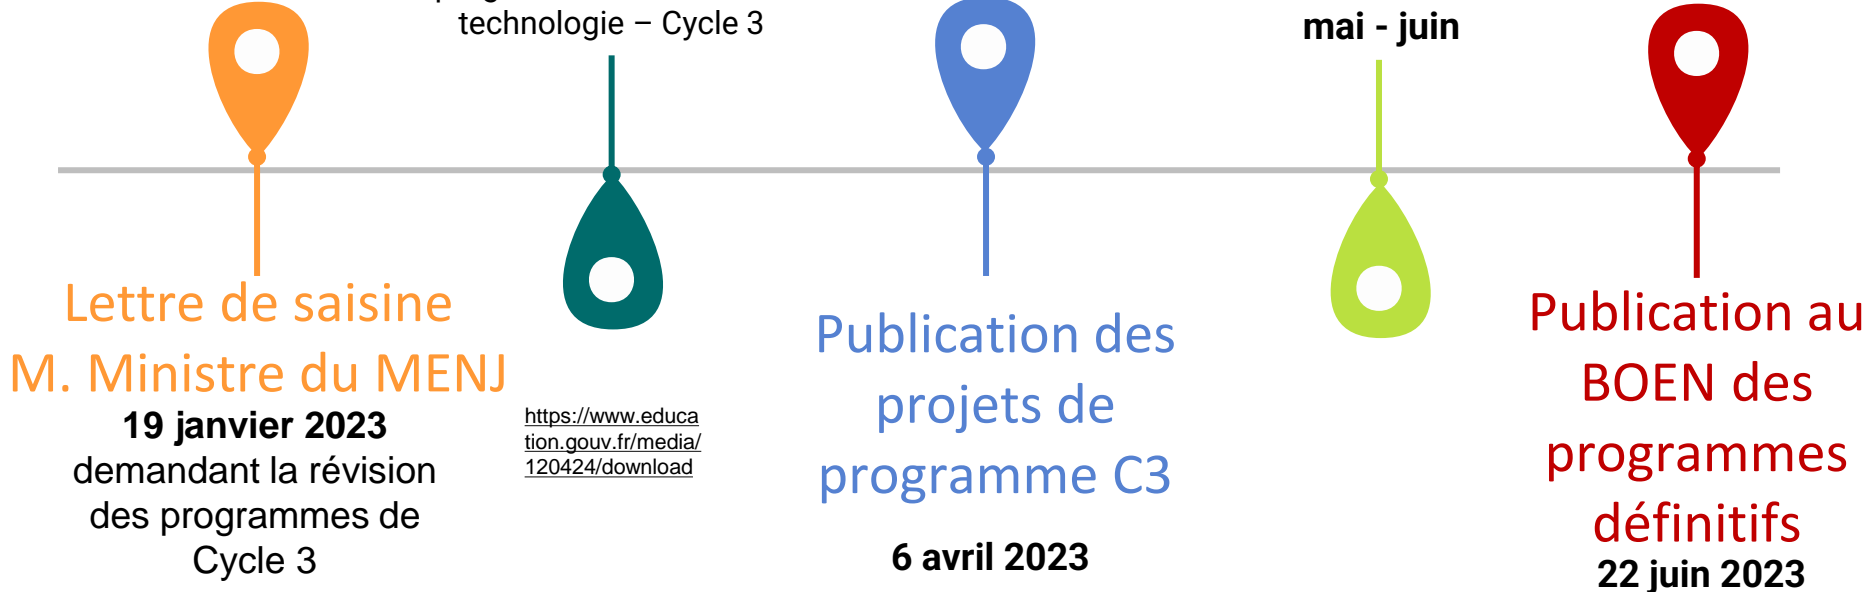 technologie – Cycle 3
mai - juin
Lettre de saisine
M. Ministre du MENJ
19 janvier 2023
demandant la révision
des programmes de
Cycle 3
https://www.educa
tion.gouv.fr/media/
120424/download
Publication des
projets de
programme C3
6 avril 2023
Publication au
BOEN des
programmes
définitifs
22 juin 2023